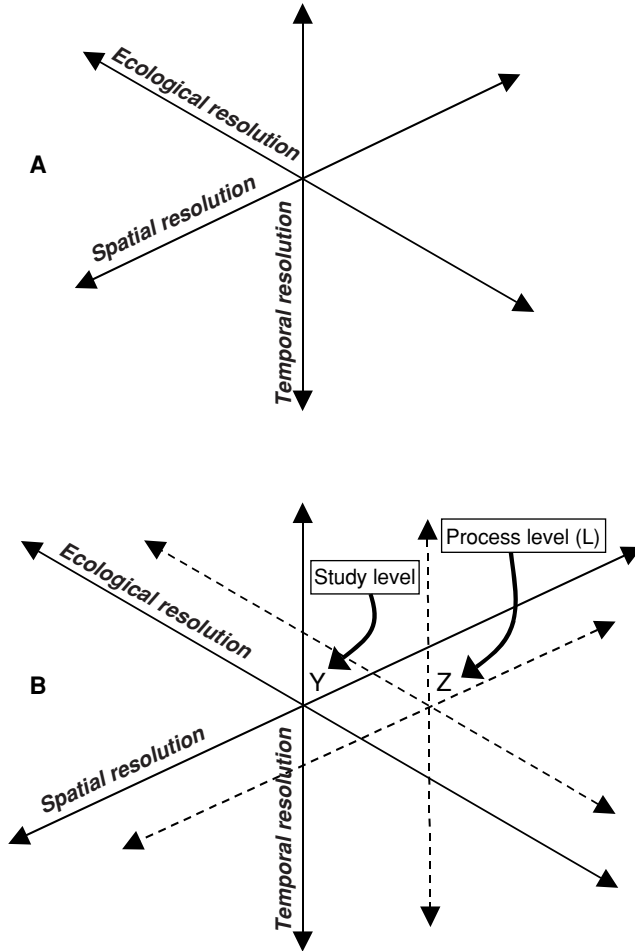 Ecological resolution
A
Spatial resolution
Temporal resolution
Process level (L)
Study level
Ecological resolution
B
Y
Z
Spatial resolution
Temporal resolution